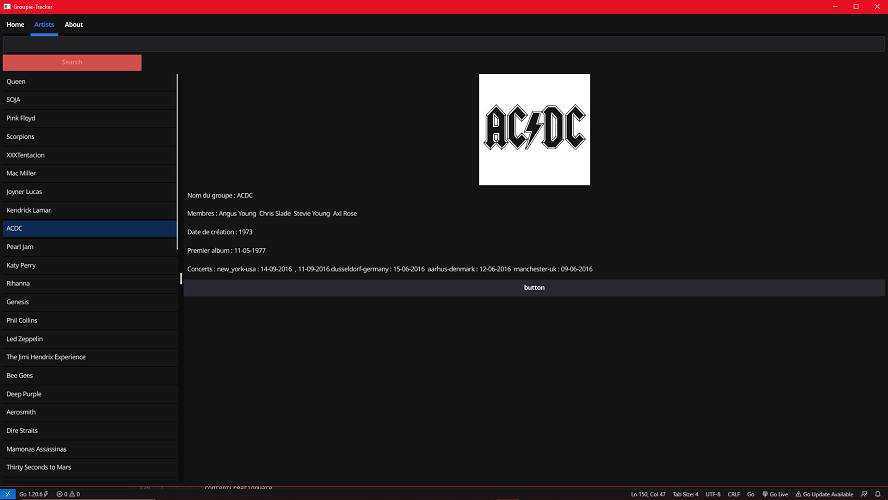 Groupie-Tracker
Home Artists About
Search
Queen
SOJA
Pink Floyd
Scorpions
XXXTentacion
Mac Miller
Joyner Lucas
Kendrick Lamar
ACDC
Pearl Jam
Katy Perry
Rihanna
Genesis
Phil Collins
Led Zeppelin
The Jimi Hendrix Experience
Bee Gees
Deep Purple
Aerosmith
Dire Straits
Mamonas Assassinas
Thirty Seconds to Mars
AC DC
Nom du groupe : ACDC
Membres : Angus Young Chris Slade Stevie Young Axl Rose
Date de création : 1973
Premier album : 11-05-1977
Concerts : new_york-usa : 14-09-2016 , 11-09-2016 dusseldorf-germany : 15-06-2016 aarhus-denmark : 12-06-2016 manchester-uk : 09-06-2016
button
Go 1.20.6 0 0 Ln 150, Col 47 Tab Size: 4 UTF-8 CRLF Go Go Live Go Update Available